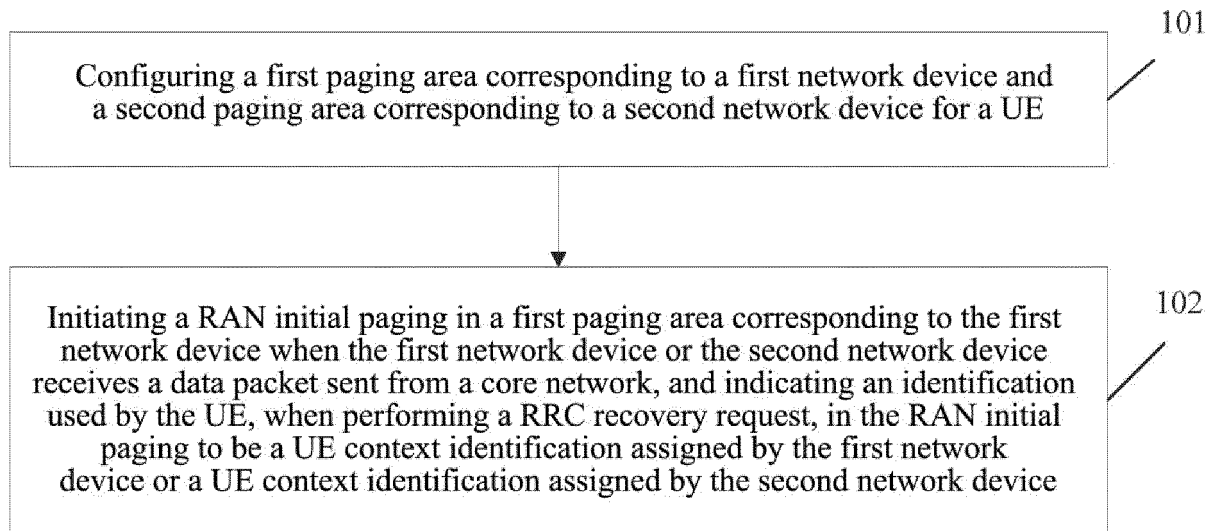 101
Configuring a first paging area corresponding to a first network device and
a second paging area corresponding to a second network device for a UE
102
Initiating a RAN initial paging in a first paging area corresponding to the first
network device when the first network device or the second network device
receives a data packet sent from a core network, and indicating an identification
used by the UE, when performing a RRC recovery request, in the RAN initial
paging to be a UE context identification assigned by the first network
device or a UE context identification assigned by the second network device